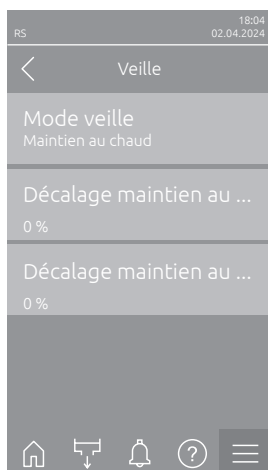 18:04
RS 02.04.2024
Veille
Mode veille
Maintien au chaud
Décalage maintien au ...
0 %
Décalage maintien au ...
0 %
?